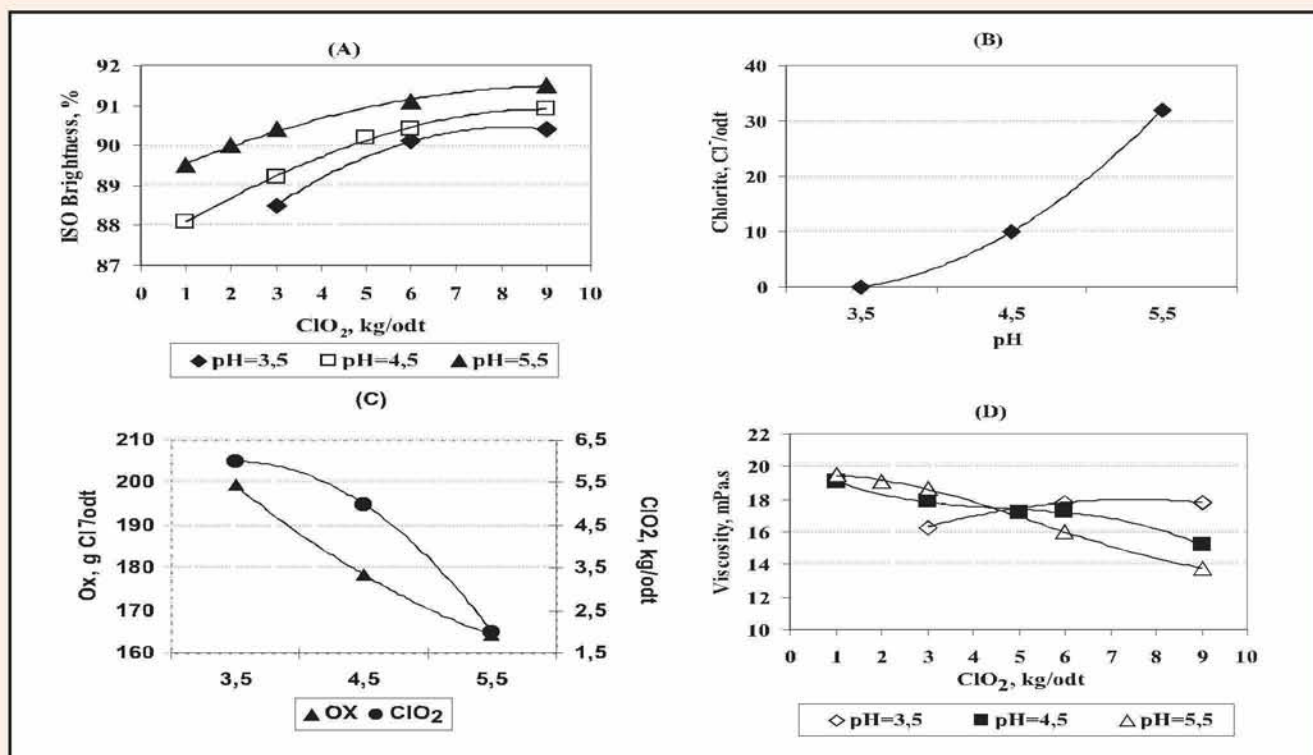 (A)
ISO Brightness, %
92
91
90
89
88
87
0 1 2 3 4 5 6 7 8 9 10
ClO₂, kg/odt
pH=3,5 pH=4,5 pH=5,5
(B)
Chlorite, Cl⁻/odt
40
30
20
10
0
3,5 4,5 5,5
pH
(C)
Ox, g Cl⁻/odt
210
200
190
180
170
160
6,5
5,5
4,5
3,5
2,5
1,5
ClO2, kg/odt
3,5 4,5 5,5
OX ClO₂
(D)
Viscosity, mPa.s
22
20
18
16
14
12
10
0 1 2 3 4 5 6 7 8 9 10
ClO₂, kg/odt
pH=3,5 pH=4,5 pH=5,5